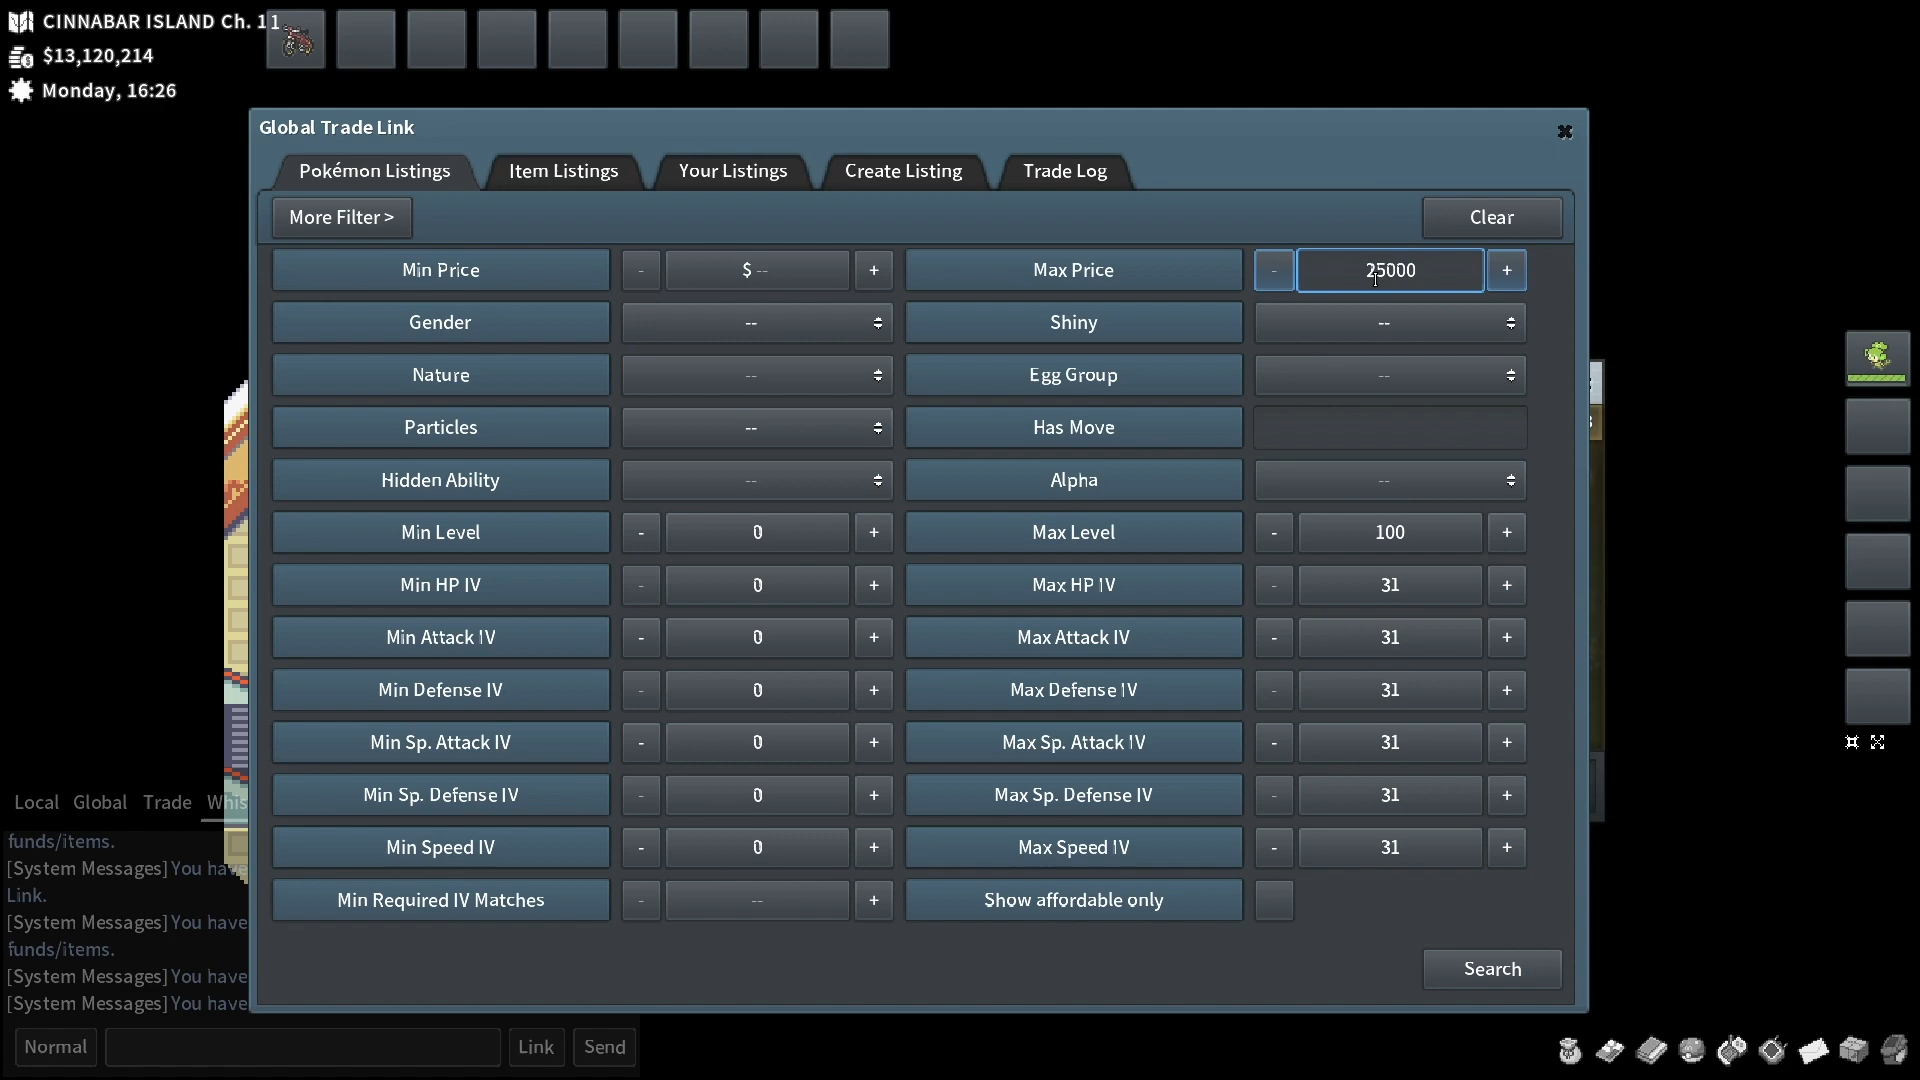 CINNABAR ISLAND Ch. 11
$13,120,214
Monday, 16:26
Global Trade Link
Pokémon Listings
Item Listings
Your Listings
Create Listing
Trade Log
More Filter >
Clear
Min Price - $ -- +
Max Price - 25000 +
Gender --
Shiny --
Nature --
Egg Group --
Particles --
Has Move
Hidden Ability --
Alpha --
Min Level - 0 +
Max Level - 100 +
Min HP IV - 0 +
Max HP IV - 31 +
Min Attack IV - 0 +
Max Attack IV - 31 +
Min Defense IV - 0 +
Max Defense IV - 31 +
Min Sp. Attack IV - 0 +
Max Sp. Attack IV - 31 +
Min Sp. Defense IV - 0 +
Max Sp. Defense IV - 31 +
Min Speed IV - 0 +
Max Speed IV - 31 +
Min Required IV Matches - -- +
Show affordable only
Search
Local Global Trade Whis
funds/items.
[System Messages] You have
Link.
[System Messages] You have
funds/items.
[System Messages] You have
[System Messages] You have
Normal
Link
Send